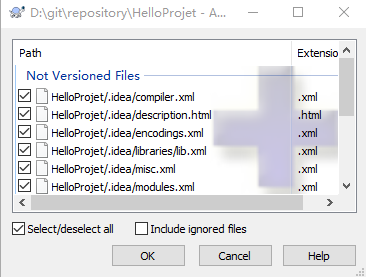 D:\git\repository\HelloProjet - A...
Path Extensio
Not Versioned Files
HelloProjet/.idea/compiler.xml .xml
HelloProjet/.idea/description.html .html
HelloProjet/.idea/encodings.xml .xml
HelloProjet/.idea/libraries/lib.xml .xml
HelloProjet/.idea/misc.xml .xml
HelloProjet/.idea/modules.xml .xml
Select/deselect all Include ignored files
OK Cancel Help